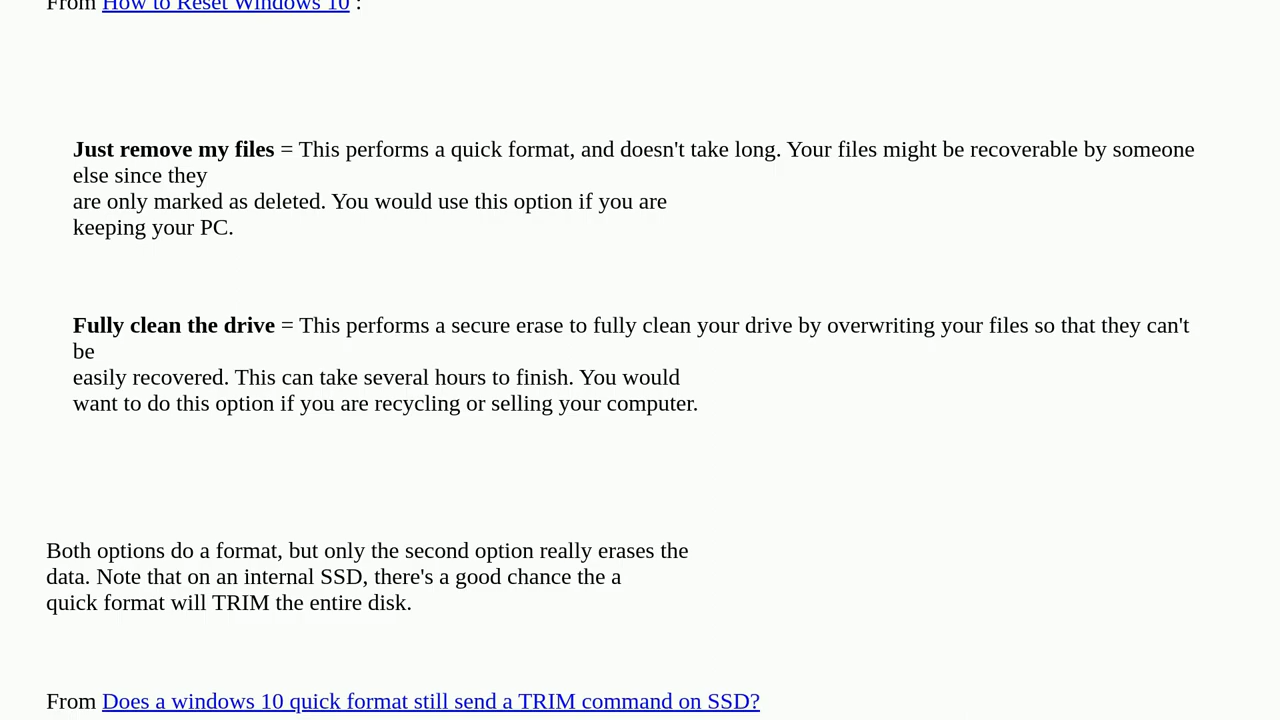 From How to Reset Windows 10 :
Just remove my files = This performs a quick format, and doesn't take long. Your files might be recoverable by someone
else since they
are only marked as deleted. You would use this option if you are
keeping your PC.
Fully clean the drive = This performs a secure erase to fully clean your drive by overwriting your files so that they can't
be
easily recovered. This can take several hours to finish. You would
want to do this option if you are recycling or selling your computer.
Both options do a format, but only the second option really erases the
data. Note that on an internal SSD, there's a good chance the a
quick format will TRIM the entire disk.
From Does a windows 10 quick format still send a TRIM command on SSD?